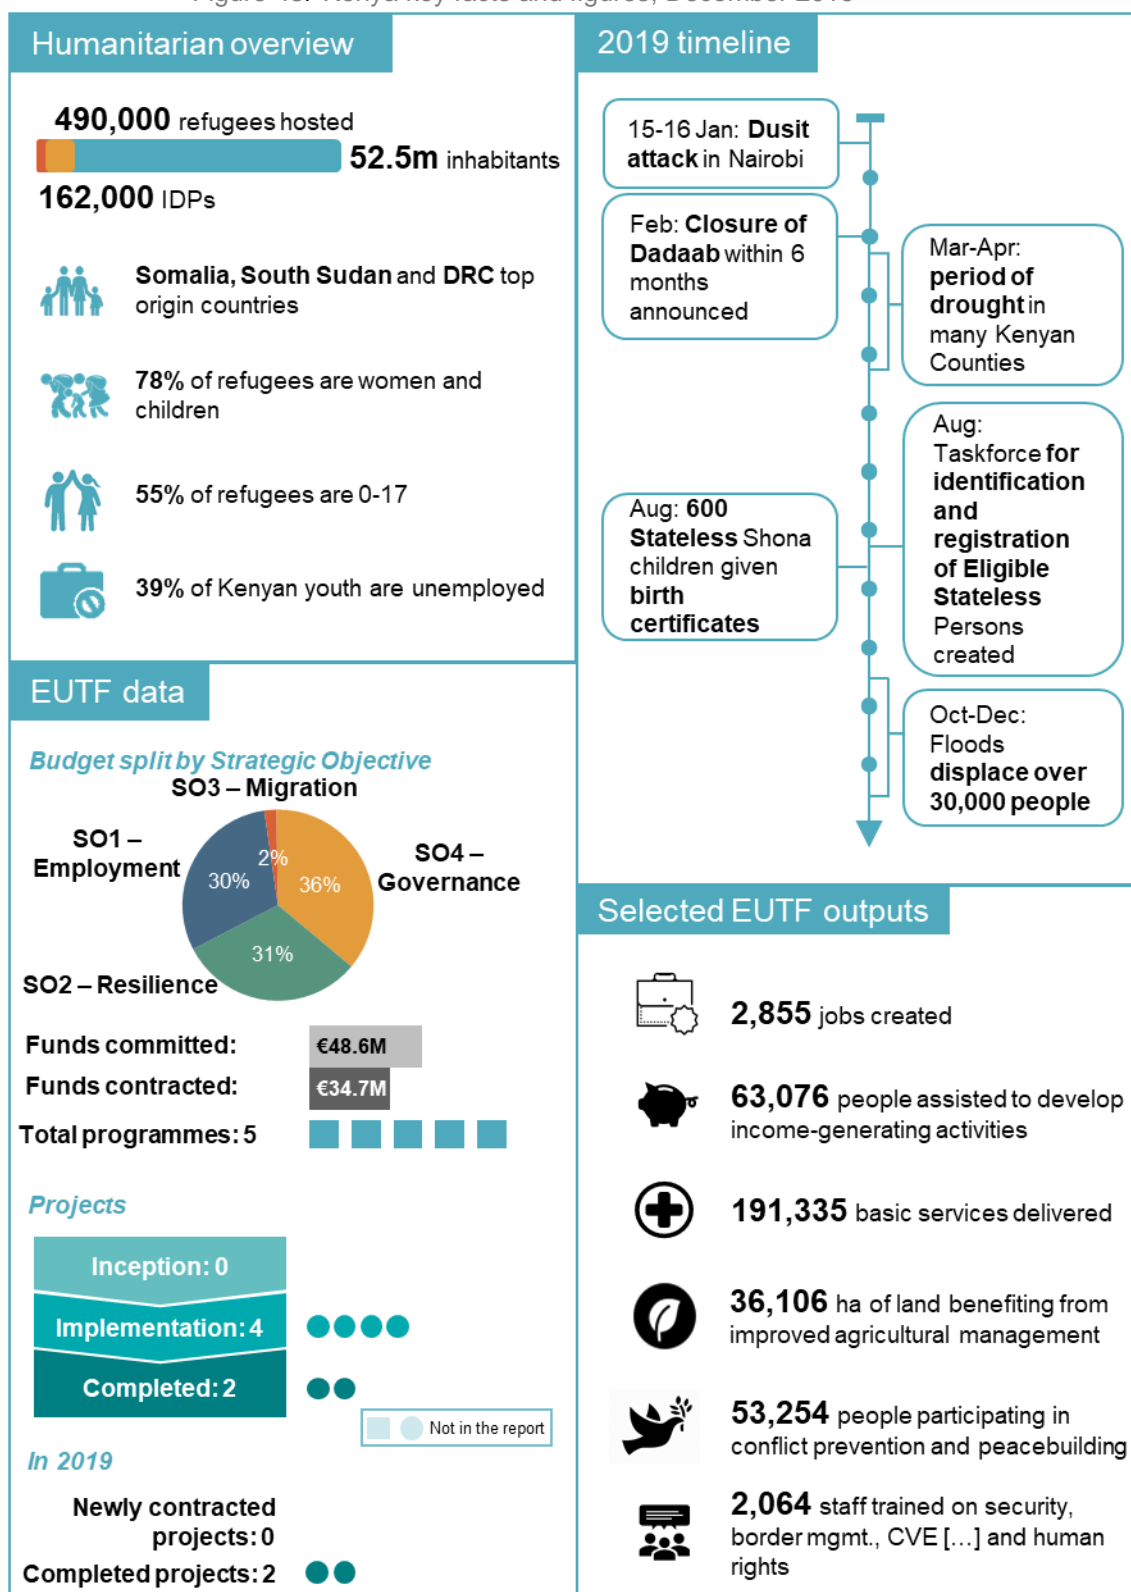 Figure 43: Kenya key facts and figures, December 2019
Humanitarian overview
490,000 refugees hosted
52.5m inhabitants
162,000 IDPs
Somalia, South Sudan and DRC top
origin countries
78% of refugees are women and
children
55% of refugees are 0-17
39% of Kenyan youth are unemployed
2019 timeline
15-16 Jan: Dusit
attack in Nairobi
Feb: Closure of
Dadaab within 6
months
announced
Mar-Apr:
period of
drought in
many Kenyan
Counties
Aug:
Taskforce for
identification
and
registration
of Eligible
Stateless
Persons
created
Aug: 600
Stateless Shona
children given
birth
certificates
Oct-Dec:
Floods
displace over
30,000 people
EUTF data
Budget split by Strategic Objective
SO3 – Migration
SO1 –
Employment
SO4 –
Governance
2%
30%
36%
31%
SO2 – Resilience
Funds committed:
€48.6M
Funds contracted:
€34.7M
Total programmes: 5
Projects
Inception: 0
Implementation: 4
Completed: 2
Not in the report
In 2019
Newly contracted
projects: 0
Completed projects: 2
Selected EUTF outputs
2,855 jobs created
63,076 people assisted to develop
income-generating activities
191,335 basic services delivered
36,106 ha of land benefiting from
improved agricultural management
53,254 people participating in
conflict prevention and peacebuilding
2,064 staff trained on security,
border mgmt., CVE [...] and human
rights